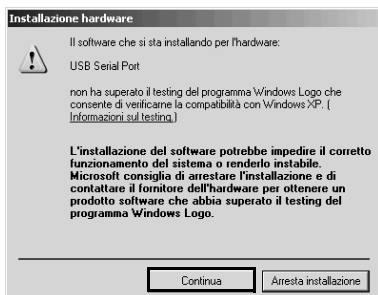 Installazione hardware
Il software che si sta installando per l'hardware:
USB Serial Port
non ha superato il testing del programma Windows Logo che
consente di verificarne la compatibilità con Windows XP. (
Informazioni sul testing.)
L'installazione del software potrebbe impedire il corretto
funzionamento del sistema o renderlo instabile.
Microsoft consiglia di arrestare l'installazione e di
contattare il fornitore dell'hardware per ottenere un
prodotto software che abbia superato il testing del
programma Windows Logo.
Continua
Arresta installazione